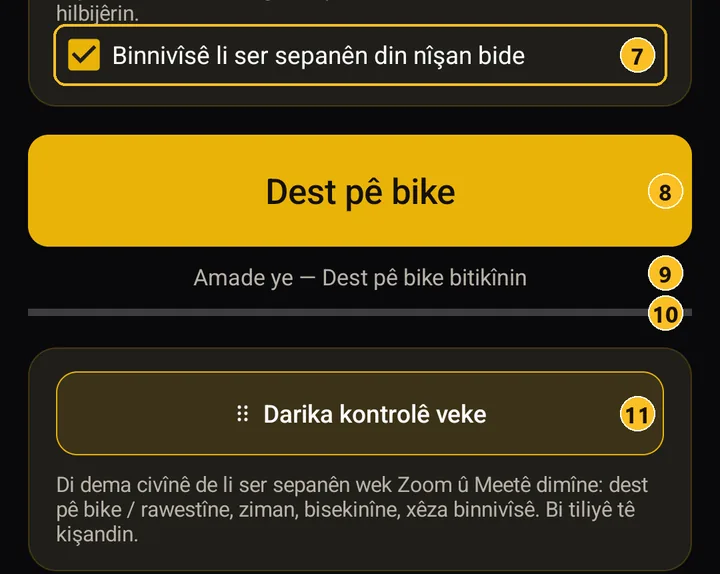 hilbijêrin.
Binnivîsê li ser sepanên din nîşan bide 7
Dest pê bike 8
Amade ye — Dest pê bike bitikînin 9
10
Darika kontrolê veke 11
Di dema civînê de li ser sepanên wek Zoom û Meetê dimîne: dest
pê bike / rawestîne, ziman, bisekinîne, xêza binnivîsê. Bi tiliyê tê
kişandin.